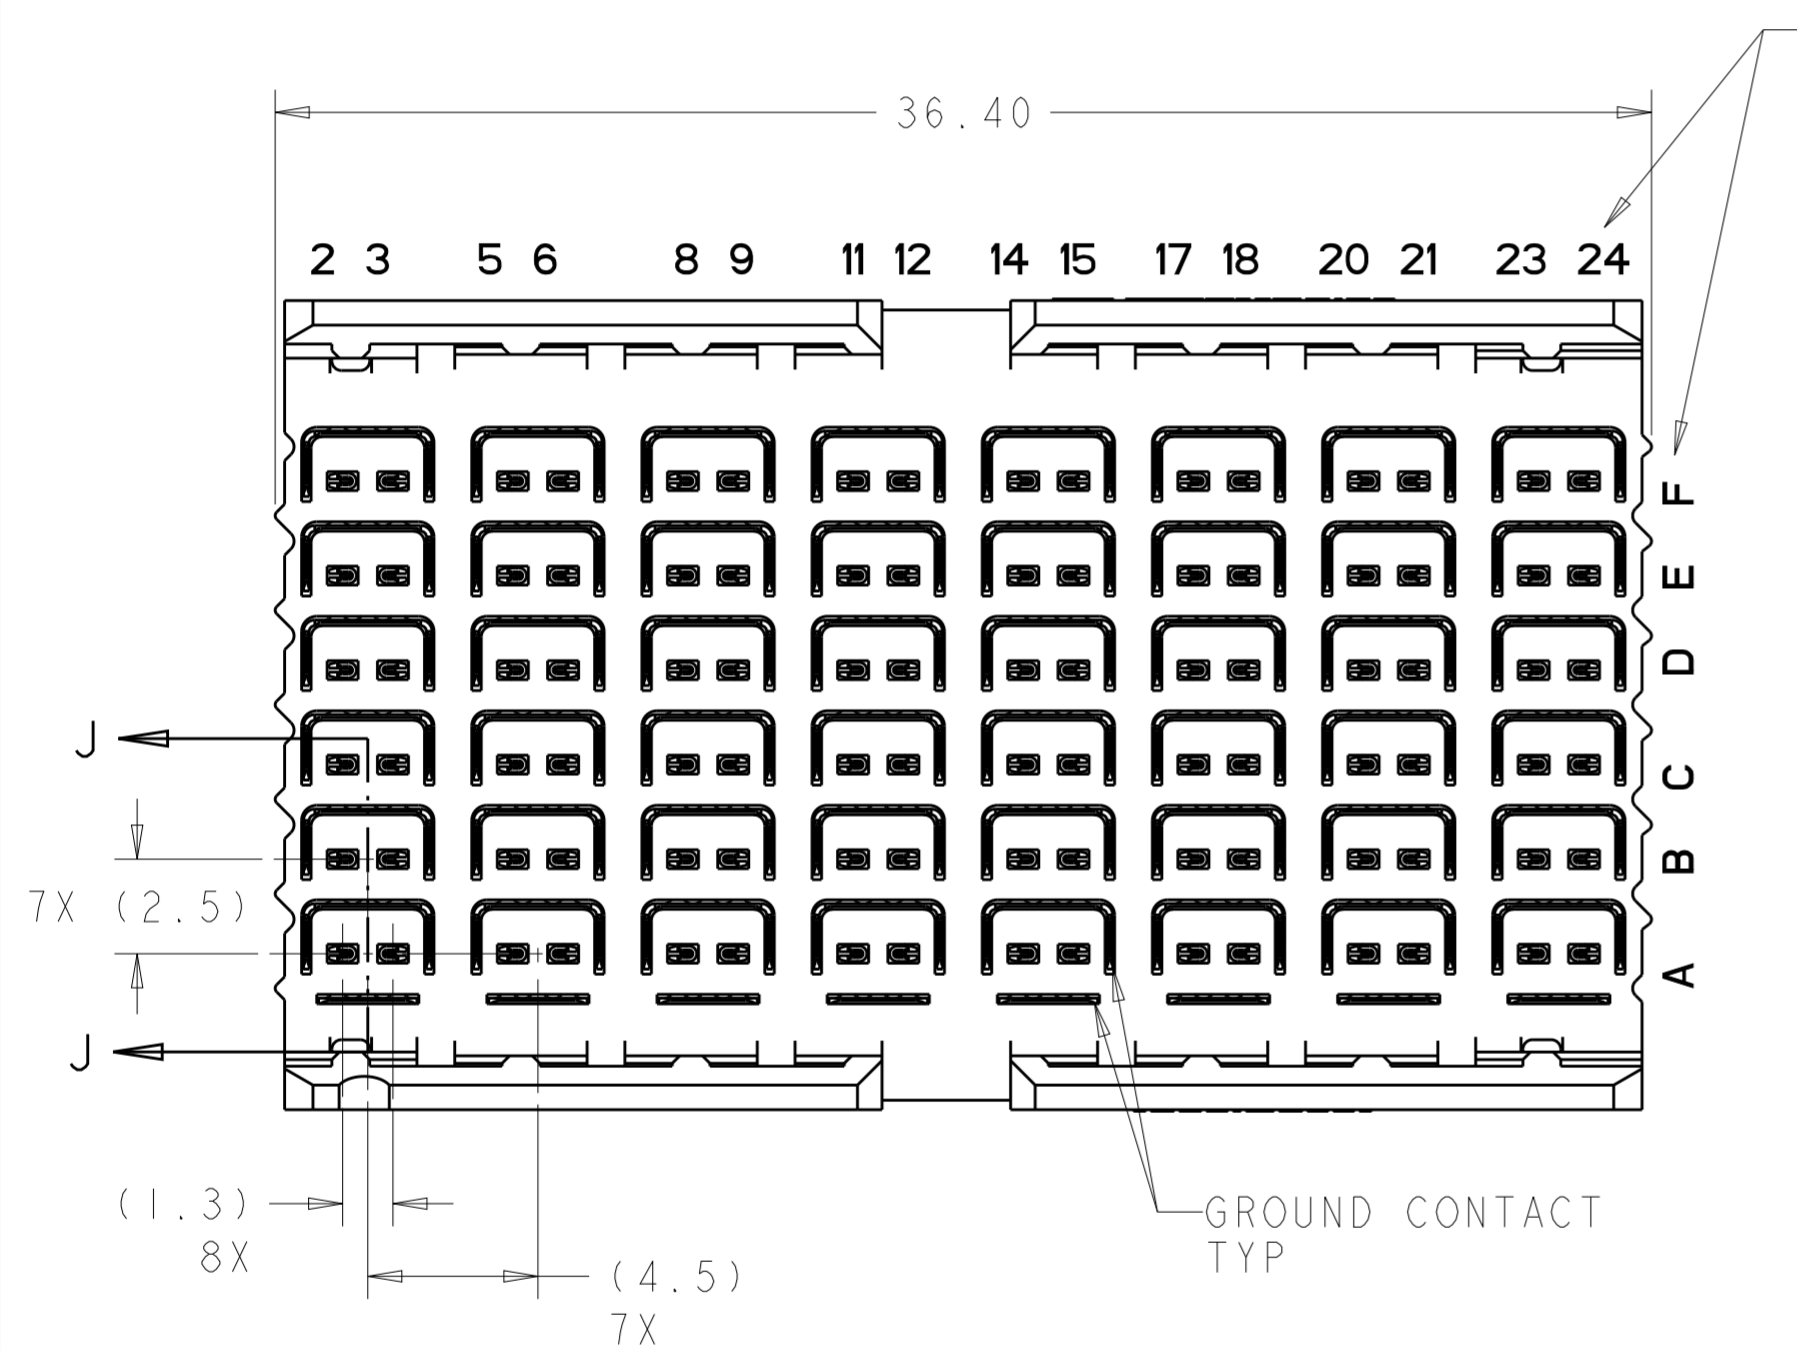 36.40
2 3 5 6 8 9 11 12 14 15 17 18 20 21 23 24
F
E
D
J
C
B
7X (2.5)
A
J
(1.3)
8X
GROUND CONTACT
TYP
(4.5)
7X